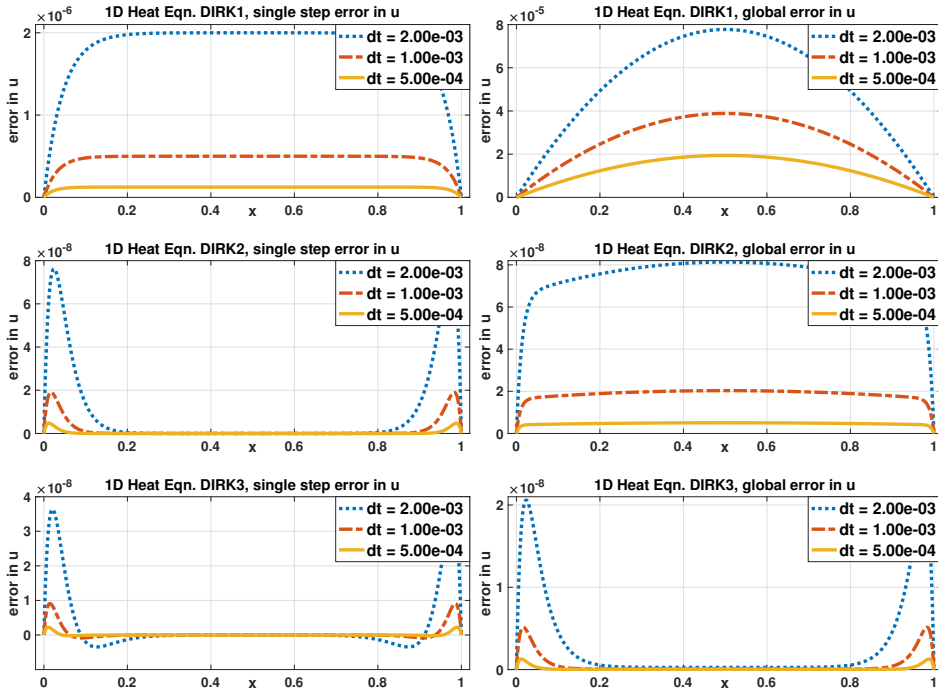 1D Heat Eqn. DIRK1, single step error in u
×10⁻⁶
2
1
0
error in u
0
0.2
0.4
0.6
0.8
1
x
dt = 2.00e-03
dt = 1.00e-03
dt = 5.00e-04
1D Heat Eqn. DIRK1, global error in u
×10⁻⁵
8
6
4
2
0
error in u
0
0.2
0.4
0.6
0.8
1
x
dt = 2.00e-03
dt = 1.00e-03
dt = 5.00e-04
1D Heat Eqn. DIRK2, single step error in u
×10⁻⁸
8
6
4
2
0
error in u
0
0.2
0.4
0.6
0.8
1
x
dt = 2.00e-03
dt = 1.00e-03
dt = 5.00e-04
1D Heat Eqn. DIRK2, global error in u
×10⁻⁸
8
6
4
2
0
error in u
0
0.2
0.4
0.6
0.8
1
x
dt = 2.00e-03
dt = 1.00e-03
dt = 5.00e-04
1D Heat Eqn. DIRK3, single step error in u
×10⁻⁸
4
3
2
1
0
error in u
0
0.2
0.4
0.6
0.8
1
x
dt = 2.00e-03
dt = 1.00e-03
dt = 5.00e-04
1D Heat Eqn. DIRK3, global error in u
×10⁻⁸
2
1
0
error in u
0
0.2
0.4
0.6
0.8
1
x
dt = 2.00e-03
dt = 1.00e-03
dt = 5.00e-04